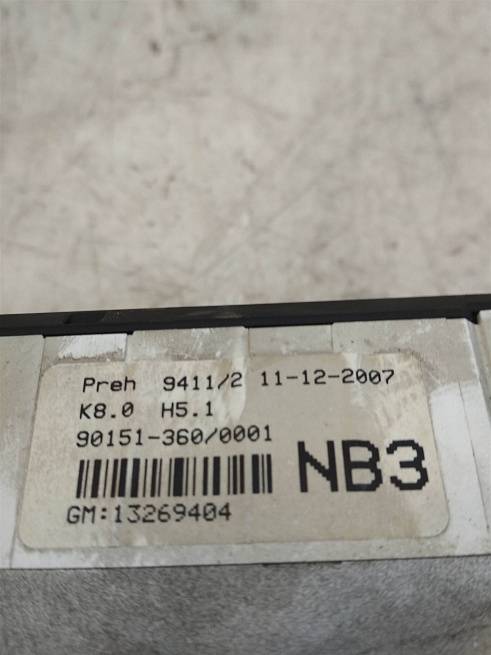 Preh 9411/2 11-12-2007
K8.0 H5.1
90151-360/0001
NB3
GM:13269404